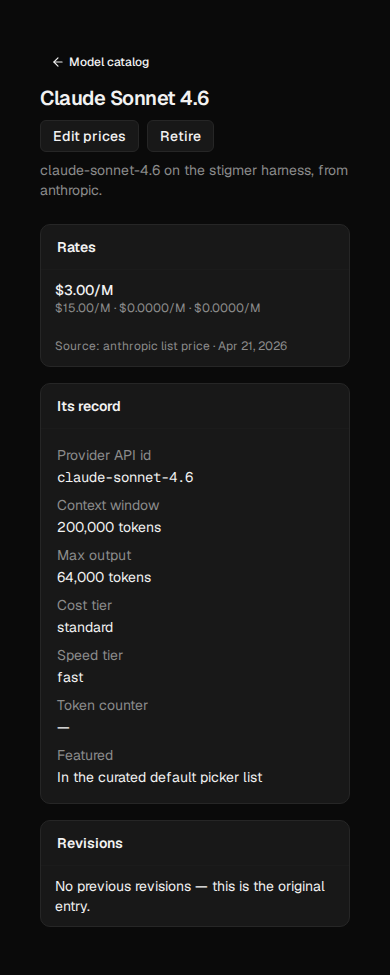 ← Model catalog
Claude Sonnet 4.6
Edit prices Retire
claude-sonnet-4.6 on the stigmer harness, from
anthropic.
Rates
$3.00/M
$15.00/M · $0.0000/M · $0.0000/M
Source: anthropic list price · Apr 21, 2026
Its record
Provider API id
claude-sonnet-4.6
Context window
200,000 tokens
Max output
64,000 tokens
Cost tier
standard
Speed tier
fast
Token counter
—
Featured
In the curated default picker list
Revisions
No previous revisions — this is the original
entry.